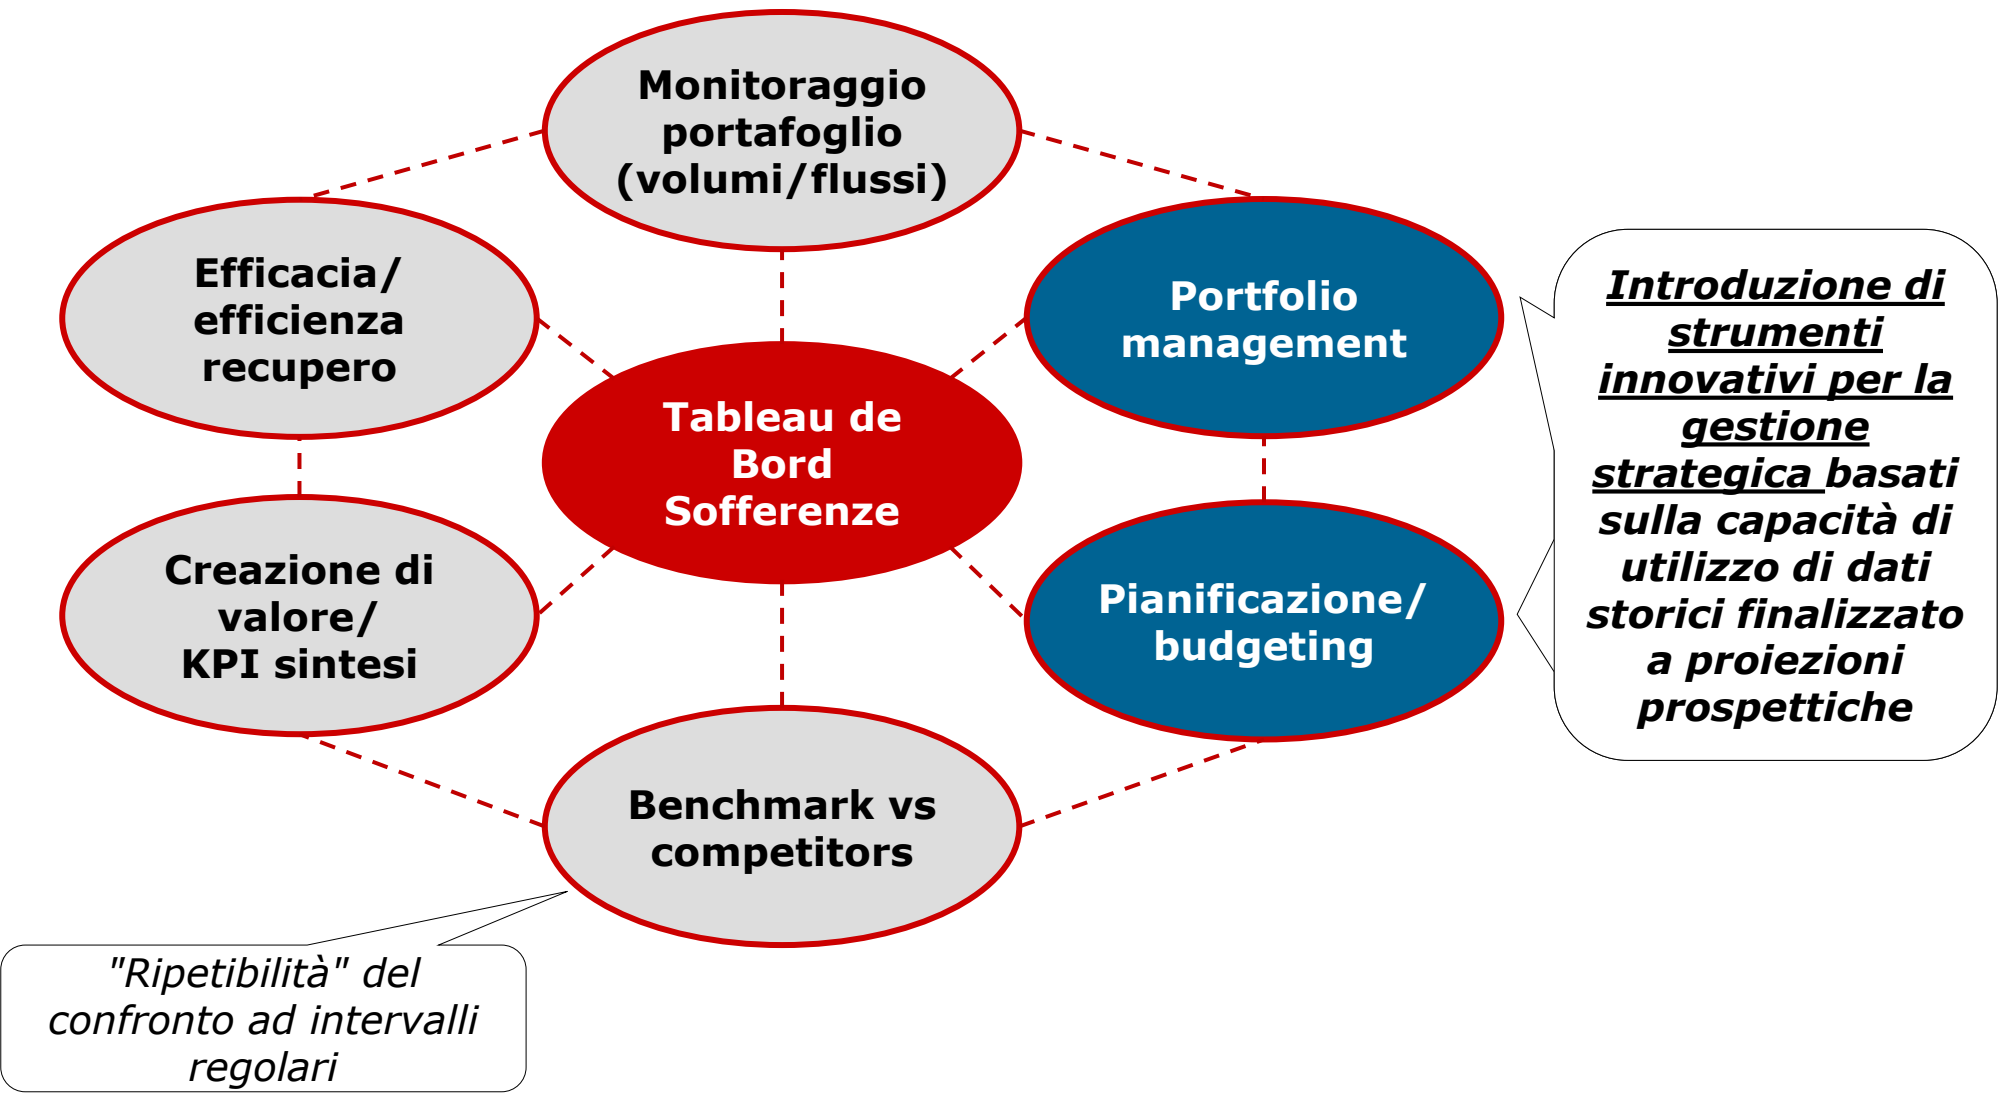 Monitoraggio
portafoglio
(volumi/flussi)
Efficacia/
efficienza
recupero
Portfolio
management
Tableau de
Bord
Sofferenze
Creazione di
valore/
KPI sintesi
Pianificazione/
budgeting
Benchmark vs
competitors
Introduzione di
strumenti
innovativi per la
gestione
strategica basati
sulla capacità di
utilizzo di dati
storici finalizzato
a proiezioni
prospettiche
"Ripetibilità" del
confronto ad intervalli
regolari